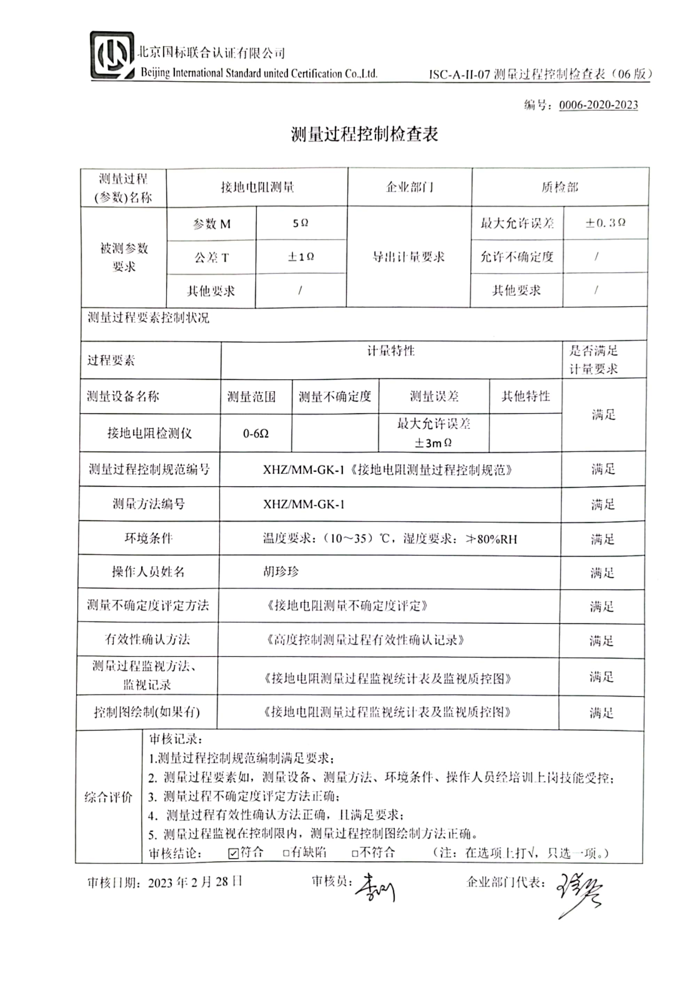 北京国标联合认证有限公司
Beijing International Standard united Certification Co.,Ltd.
ISC-A-II-07 测量过程控制检查表（06 版）
编号：0006-2020-2023
测量过程控制检查表
测量过程
(参数)名称
接地电阻测量
企业部门
质检部
被测参数
要求
参数 M
5Ω
导出计量要求
最大允许误差
±0.3Ω
公差 T
±1Ω
允许不确定度
/
其他要求
/
其他要求
/
测量过程要素控制状况
过程要素
计量特性
是否满足
计量要求
测量设备名称
测量范围
测量不确定度
测量误差
其他特性
满足
接地电阻检测仪
0-6Ω
最大允许误差
±3mΩ
测量过程控制规范编号
XHZ/MM-GK-1《接地电阻测量过程控制规范》
满足
测量方法编号
XHZ/MM-GK-1
满足
环境条件
温度要求：（10～35）℃，湿度要求：≯80%RH
满足
操作人员姓名
胡珍珍
满足
测量不确定度评定方法
《接地电阻测量不确定度评定》
满足
有效性确认方法
《高度控制测量过程有效性确认记录》
满足
测量过程监视方法、
监视记录
《接地电阻测量过程监视统计表及监视质控图》
满足
控制图绘制(如果有)
《接地电阻测量过程监视统计表及监视质控图》
满足
综合评价
审核记录：
1.测量过程控制规范编制满足要求；
2. 测量过程要素如，测量设备、测量方法、环境条件、操作人员经培训上岗技能受控；
3. 测量过程不确定度评定方法正确；
4. 测量过程有效性确认方法正确，且满足要求；
5. 测量过程监视在控制限内，测量过程控制图绘制方法正确。
审核结论： ☑符合 □有缺陷 □不符合 （注：在选项上打√，只选一项。）
审核日期：2023 年 2 月 28 日 审核员： 企业部门代表：